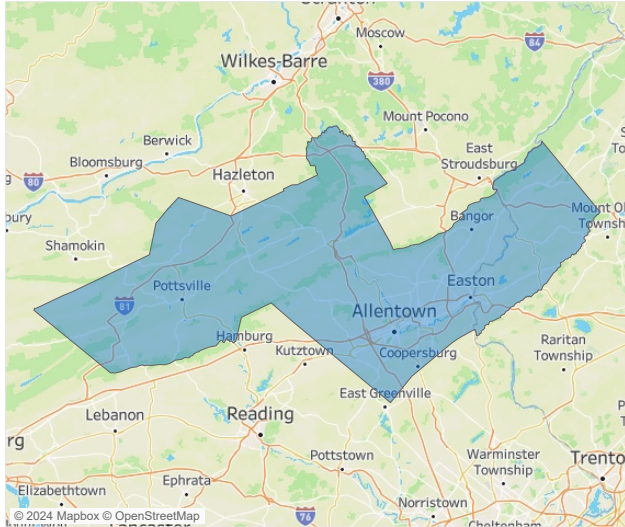 Moscow
84
Wilkes-Barre
380
Mount Pocono
Berwick
East
Stroudsburg
Bloomsburg
80
Hazleton
Mount Ol
Township
Bangor
Shamokin
Pottsville
Easton
81
Allentown
Hamburg
Raritan
Township
Kutztown
Coopersburg
East Greenville
Lebanon
Reading
Pottstown
Warminster
Township
Trento
Ephrata
Elizabethtown
76
Norristown
© 2024 Mapbox © OpenStreetMap
Cheltenham
Lancaster